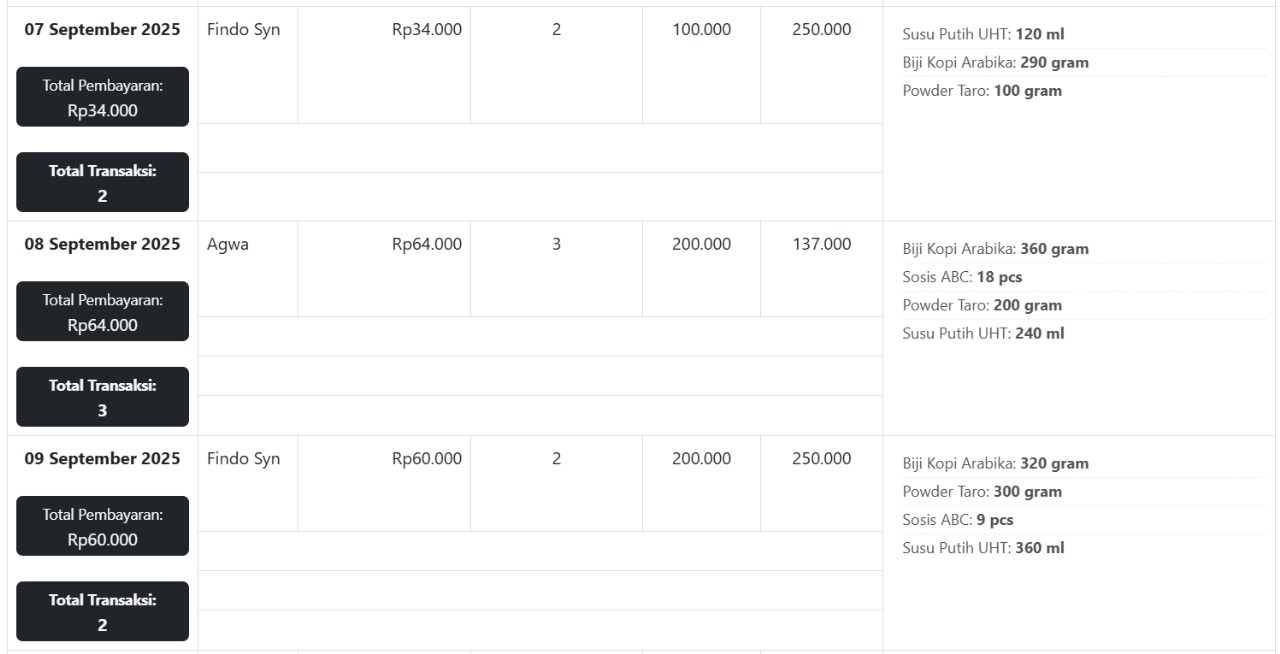 07 September 2025 Findo Syn Rp34.000 2 100.000 250.000
Total Pembayaran:
Rp34.000
Total Transaksi:
2
Susu Putih UHT: 120 ml
Biji Kopi Arabika: 290 gram
Powder Taro: 100 gram
08 September 2025 Agwa Rp64.000 3 200.000 137.000
Total Pembayaran:
Rp64.000
Total Transaksi:
3
Biji Kopi Arabika: 360 gram
Sosis ABC: 18 pcs
Powder Taro: 200 gram
Susu Putih UHT: 240 ml
09 September 2025 Findo Syn Rp60.000 2 200.000 250.000
Total Pembayaran:
Rp60.000
Total Transaksi:
2
Biji Kopi Arabika: 320 gram
Powder Taro: 300 gram
Sosis ABC: 9 pcs
Susu Putih UHT: 360 ml